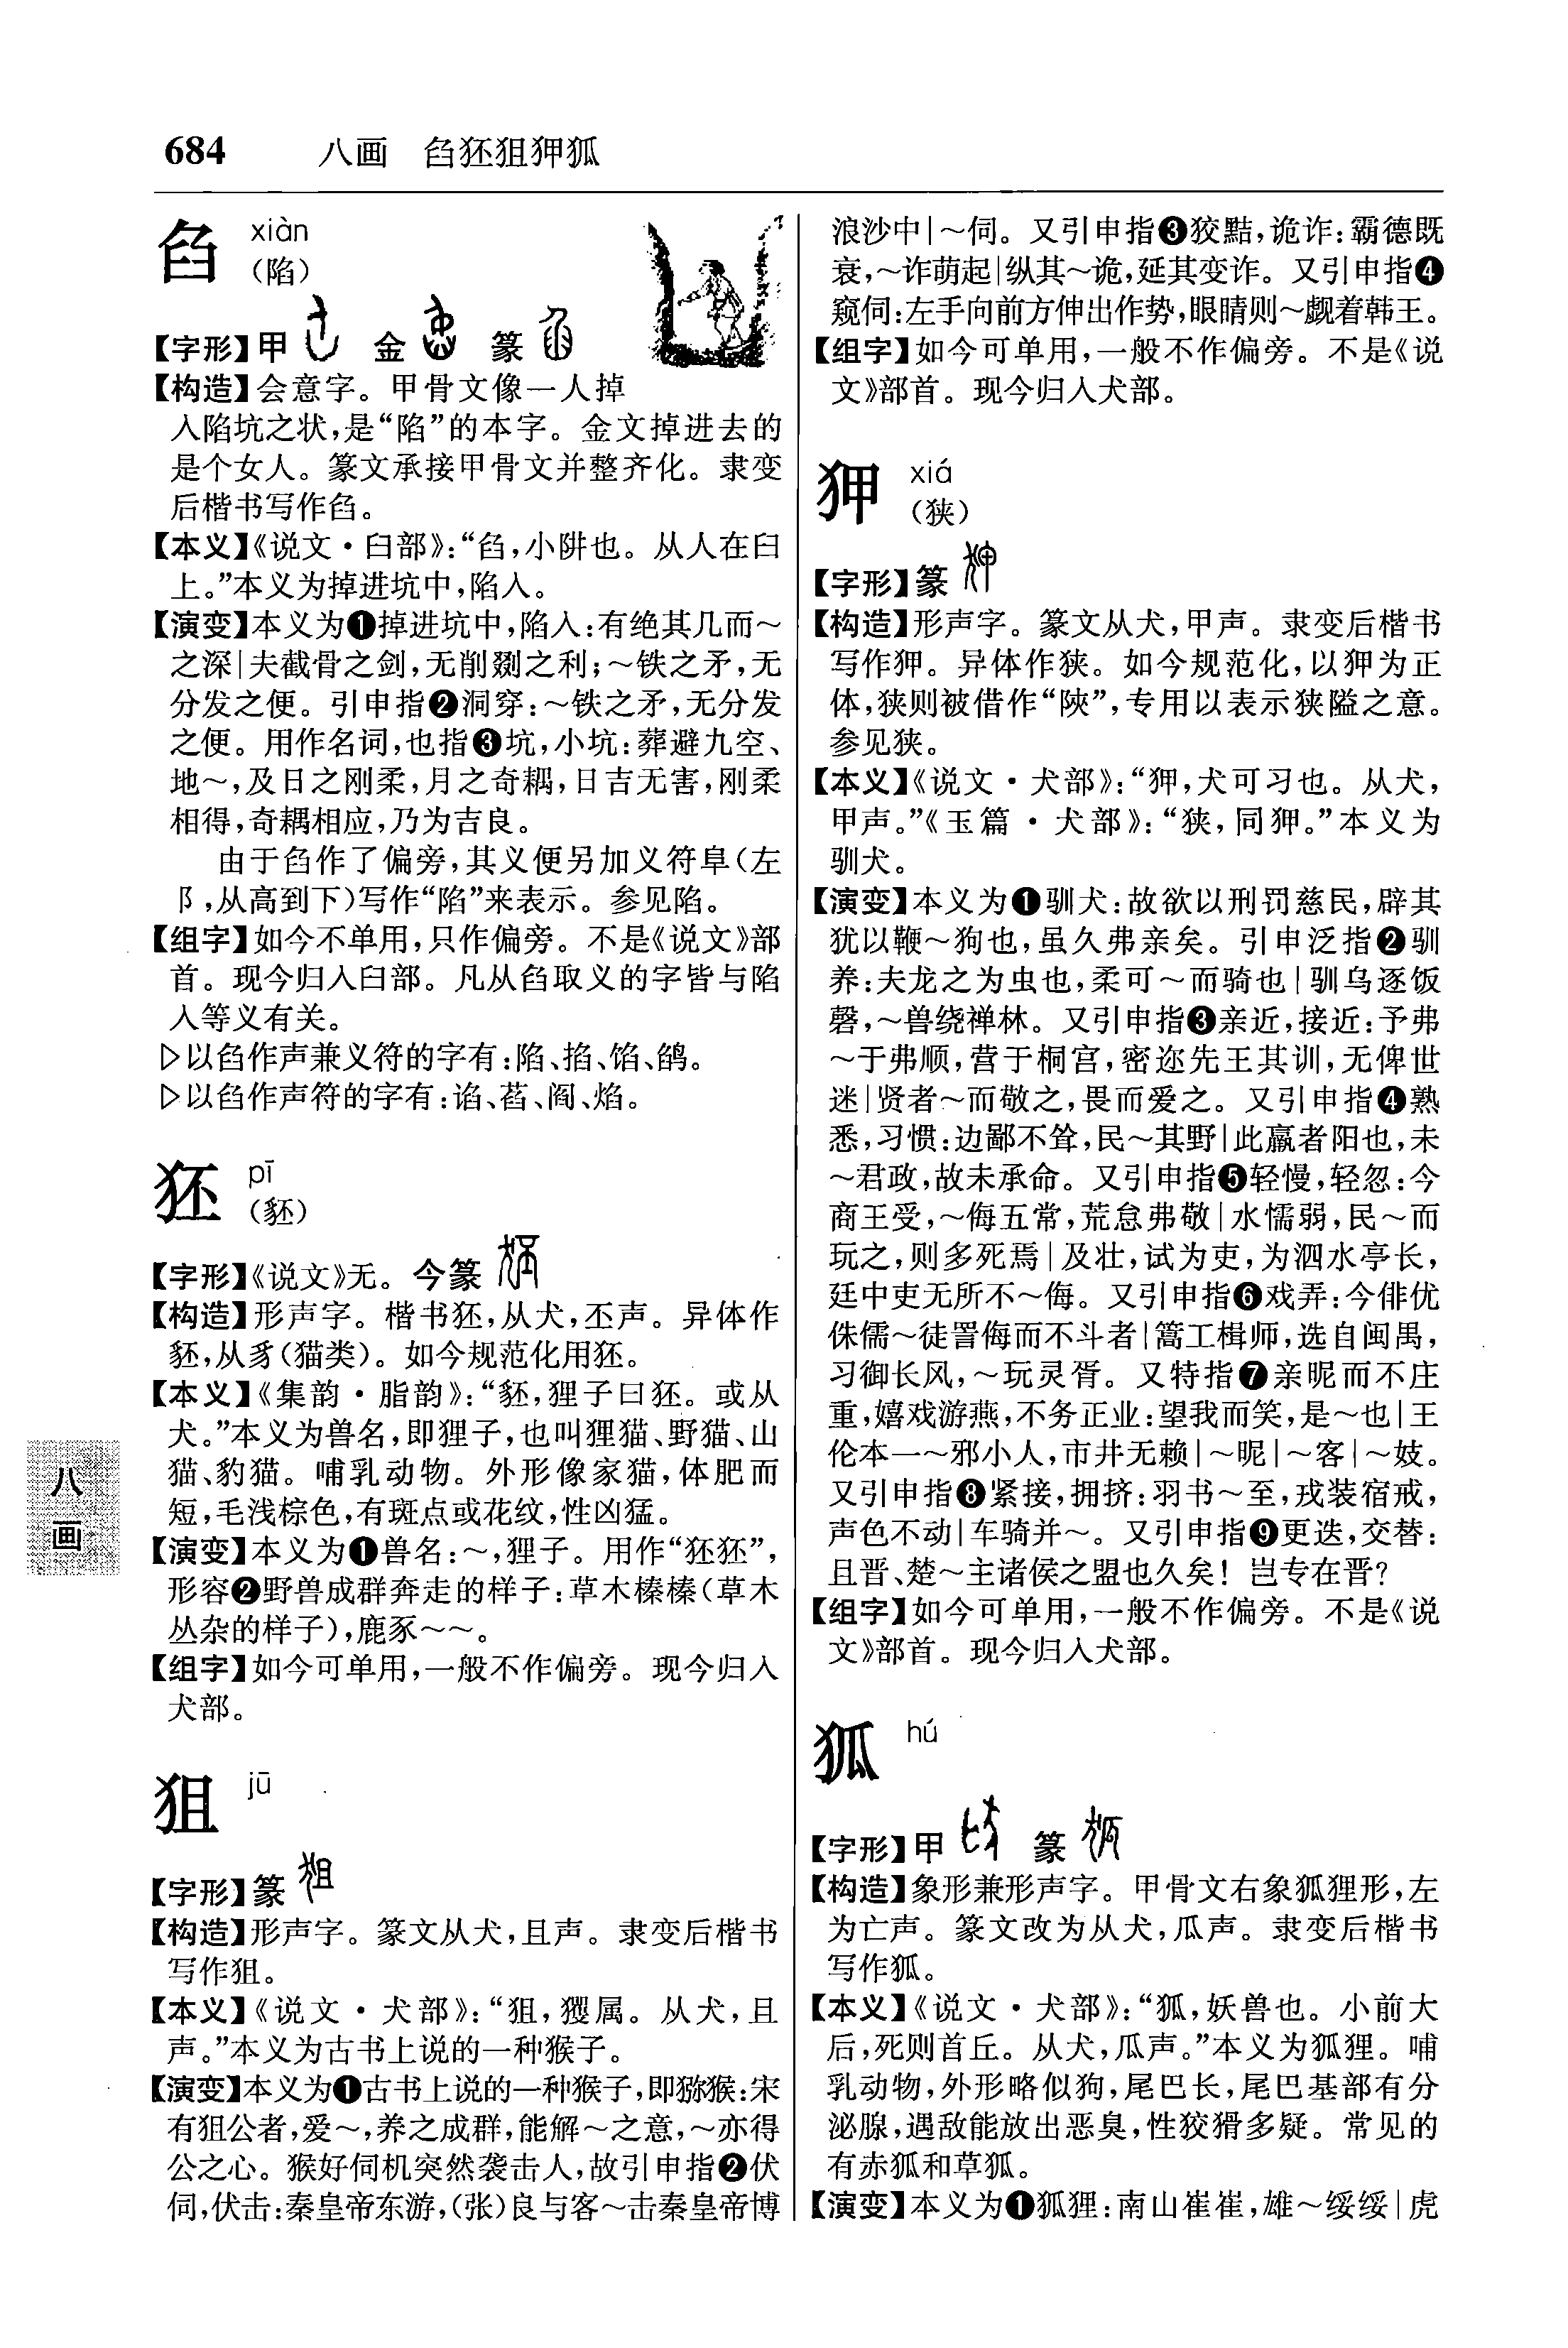 684 八画 臽狉狙狎狐
臽 xiàn
（陷）
【字形】甲 金 篆
【构造】会意字。甲骨文像一人掉
入陷坑之状，是“陷”的本字。金文掉进去的
是个女人。篆文承接甲骨文并整齐化。隶变
后楷书写作臽。
【本义】《说文·臼部》：“臽，小阱也。从人在臼
上。”本义为掉进坑中，陷入。
【演变】本义为❶掉进坑中，陷入：有绝其几而～
之深|夫截骨之剑，无削剟之利；～铁之矛，无
分发之便。引申指❷洞穿：～铁之矛，无分发
之便。用作名词，也指❸坑，小坑：葬避九空、
地～，及日之刚柔，月之奇耦，日吉无害，刚柔
相得，奇耦相应，乃为吉良。
由于臽作了偏旁，其义便另加义符阜（左
阝，从高到下）写作“陷”来表示。参见陷。
【组字】如今不单用，只作偏旁。不是《说文》部
首。现今归入臼部。凡从臽取义的字皆与陷
入等义有关。
▷以臽作声兼义符的字有：陷、掐、馅、鹐。
▷以臽作声符的字有：谄、萏、阎、焰。
狉 pī
（豾）
【字形】《说文》无。今篆
【构造】形声字。楷书狉，从犬，丕声。异体作
豾，从豸（猫类）。如今规范化用狉。
【本义】《集韵·脂韵》：“豾，狸子曰狉。或从
犬。”本义为兽名，即狸子，也叫狸猫、野猫、山
猫、豹猫。哺乳动物。外形像家猫，体肥而
短，毛浅棕色，有斑点或花纹，性凶猛。
【演变】本义为❶兽名：～，狸子。用作“狉狉”，
形容❷野兽成群奔走的样子：草木榛榛（草木
丛杂的样子），鹿豕～～。
【组字】如今可单用，一般不作偏旁。现今归入
犬部。
狙 jū
【字形】篆
【构造】形声字。篆文从犬，且声。隶变后楷书
写作狙。
【本义】《说文·犬部》：“狙，玃属。从犬，且
声。”本义为古书上说的一种猴子。
【演变】本义为❶古书上说的一种猴子，即猕猴：宋
有狙公者，爱～，养之成群，能解～之意，～亦得
公之心。猴好伺机突然袭击人，故引申指❷伏
伺，伏击：秦皇帝东游，（张）良与客～击秦皇帝博
浪沙中|～伺。又引申指❸狡黠，诡诈：霸德既
衰，～诈萌起|纵其～诡，延其变诈。又引申指❹
窥伺：左手向前方伸出作势，眼睛则～觑着韩王。
【组字】如今可单用，一般不作偏旁。不是《说
文》部首。现今归入犬部。
狎 xiá
（狭）
【字形】篆
【构造】形声字。篆文从犬，甲声。隶变后楷书
写作狎。异体作狭。如今规范化，以狎为正
体，狭则被借作“陜”，专用以表示狭隘之意。
参见狭。
【本义】《说文·犬部》：“狎，犬可习也。从犬，
甲声。”《玉篇·犬部》：“狭，同狎。”本义为
驯犬。
【演变】本义为❶驯犬：故欲以刑罚慈民，辟其
犹以鞭～狗也，虽久弗亲矣。引申泛指❷驯
养：夫龙之为虫也，柔可～而骑也|驯乌逐饭
磬，～兽绕禅林。又引申指❸亲近，接近：予弗
～于弗顺，营于桐宫，密迩先王其训，无俾世
迷|贤者～而敬之，畏而爱之。又引申指❹熟
悉，习惯：边鄙不耸，民～其野|此羸者阳也，未
～君政，故未承命。又引申指❺轻慢，轻忽：今
商王受，～侮五常，荒怠弗敬|水懦弱，民～而
玩之，则多死焉|及壮，试为吏，为泗水亭长，
廷中吏无所不～侮。又引申指❻戏弄：今俳优
侏儒～徒詈侮而不斗者|篙工楫师，选自闽禺，
习御长风，～玩灵胥。又特指❼亲昵而不庄
重，嬉戏游燕，不务正业：望我而笑，是～也|王
伦本一～邪小人，市井无赖|～昵|～客|～妓。
又引申指❽紧接，拥挤：羽书～至，戎装宿戒，
声色不动|车骑并～。又引申指❾更迭，交替：
且晋、楚～主诸侯之盟也久矣！岂专在晋？
【组字】如今可单用，一般不作偏旁。不是《说
文》部首。现今归入犬部。
狐 hú
【字形】甲 篆
【构造】象形兼形声字。甲骨文右象狐狸形，左
为亡声。篆文改为从犬，瓜声。隶变后楷书
写作狐。
【本义】《说文·犬部》：“狐，妖兽也。小前大
后，死则首丘。从犬，瓜声。”本义为狐狸。哺
乳动物，外形略似狗，尾巴长，尾巴基部有分
泌腺，遇敌能放出恶臭，性狡猾多疑。常见的
有赤狐和草狐。
【演变】本义为❶狐狸：南山崔崔，雄～绥绥|虎
八
画